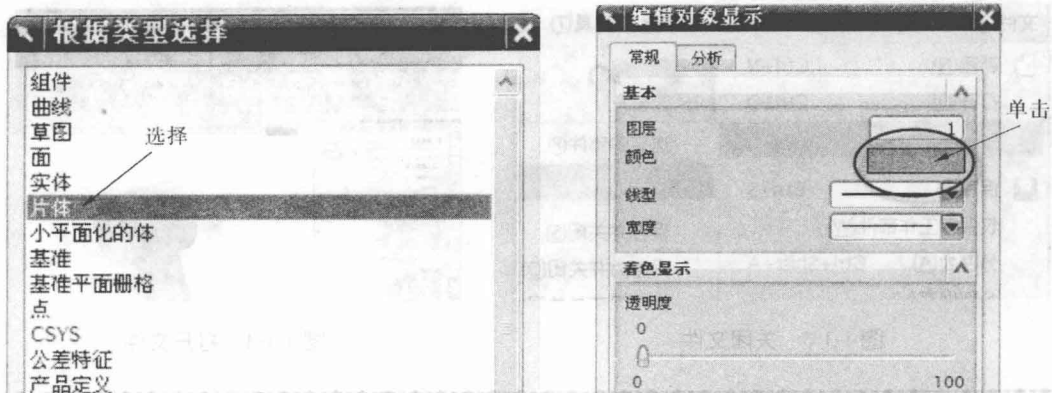 根据类型选择
组件
曲线
草图
选择
面
实体
片体
小平面化的体
基准
基准平面栅格
点
CSYS
公差特征
产品定义
编辑对象显示
常规 分析
基本
单击
图层 1
颜色
线型
宽度
着色显示
透明度
0
0 100